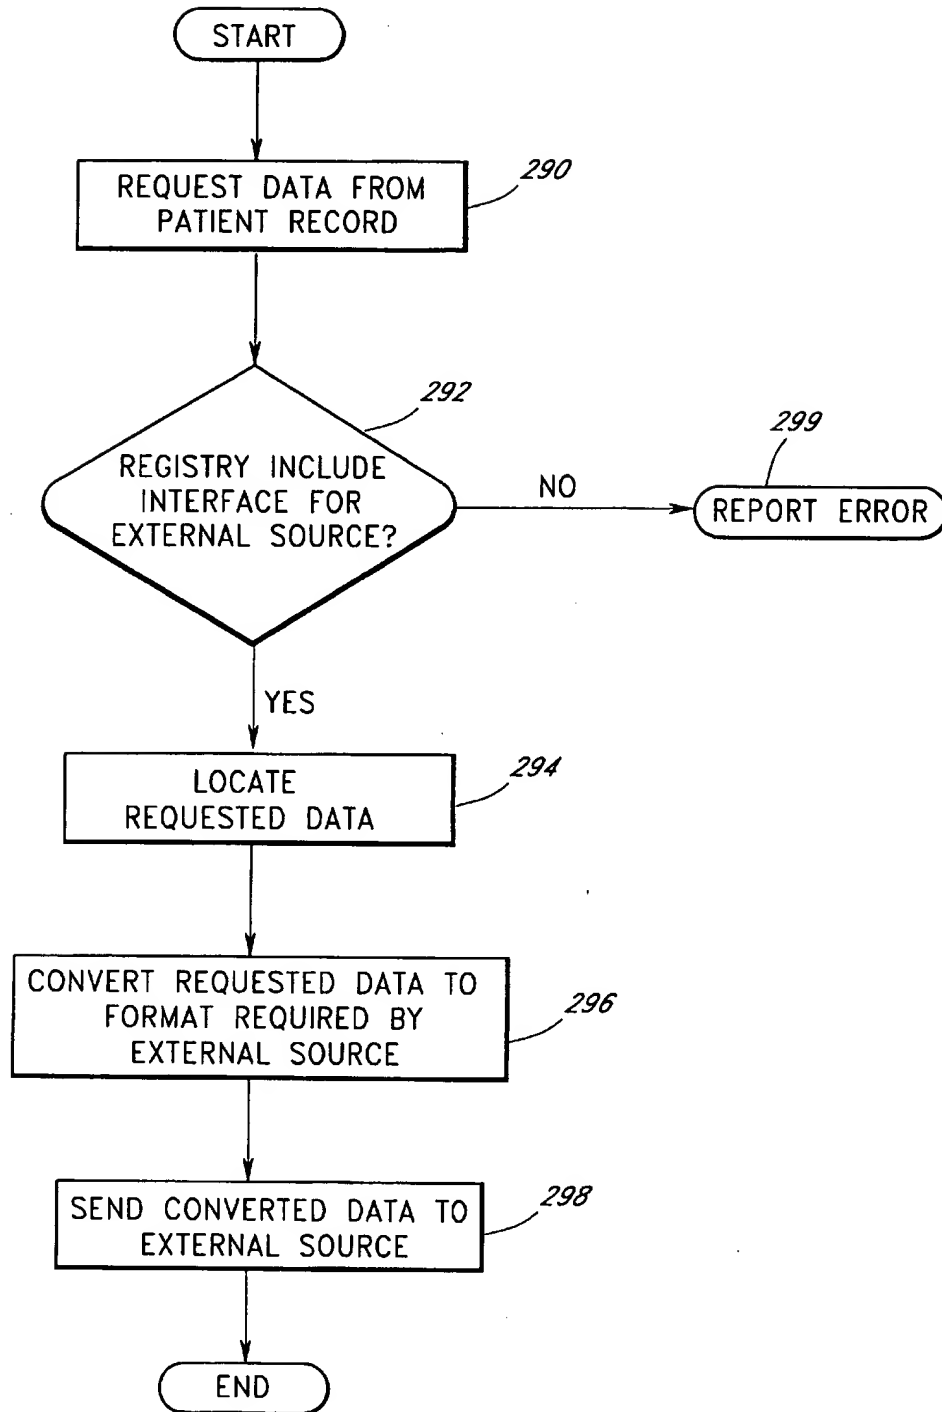 START
REQUEST DATA FROM
PATIENT RECORD
290
292
REGISTRY INCLUDE
INTERFACE FOR
EXTERNAL SOURCE?
NO
299
REPORT ERROR
YES
LOCATE
REQUESTED DATA
294
CONVERT REQUESTED DATA TO
FORMAT REQUIRED BY
EXTERNAL SOURCE
296
SEND CONVERTED DATA TO
EXTERNAL SOURCE
298
END